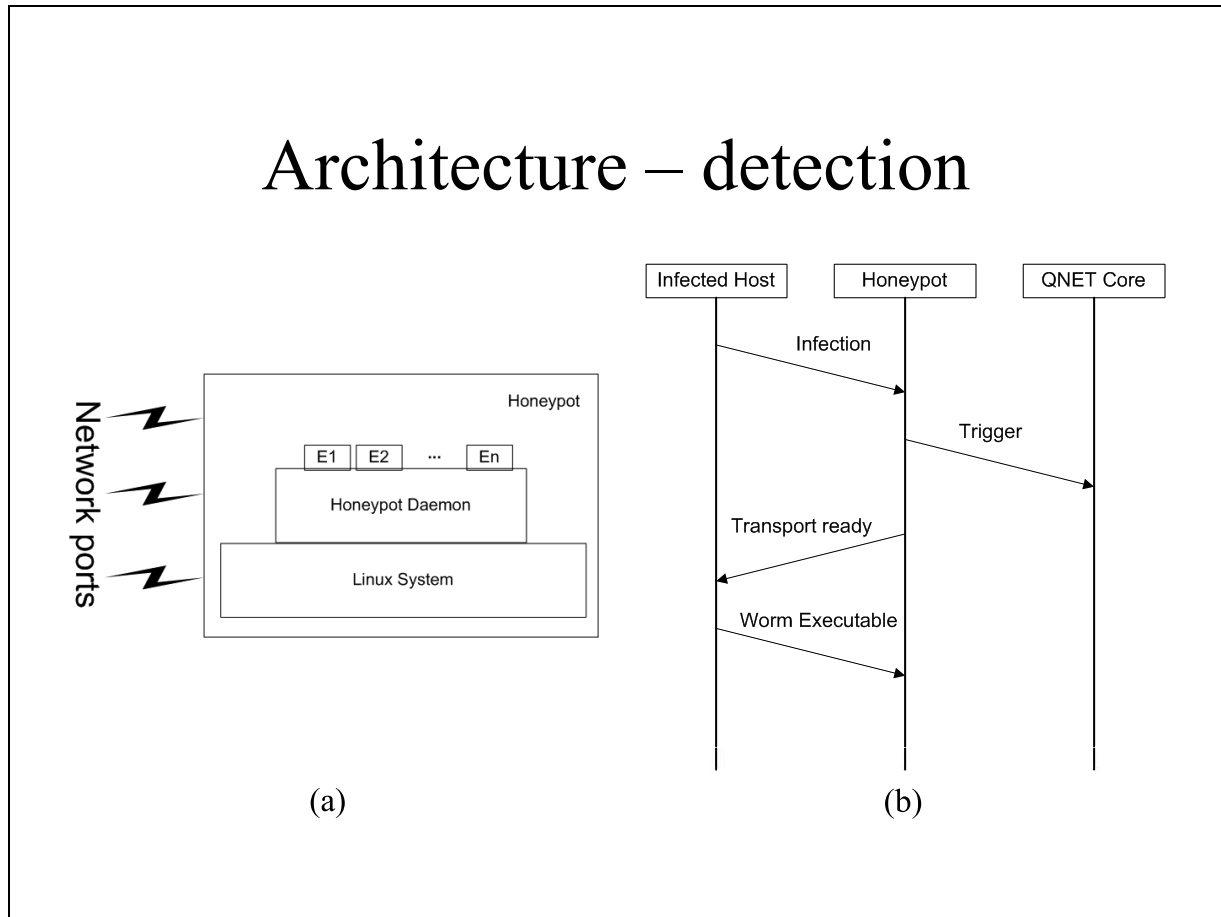 Architecture – detection
Network ports
Honeypot
E1 E2 ... En
Honeypot Daemon
Linux System
(a)
Infected Host Honeypot QNET Core
Infection
Trigger
Transport ready
Worm Executable
(b)